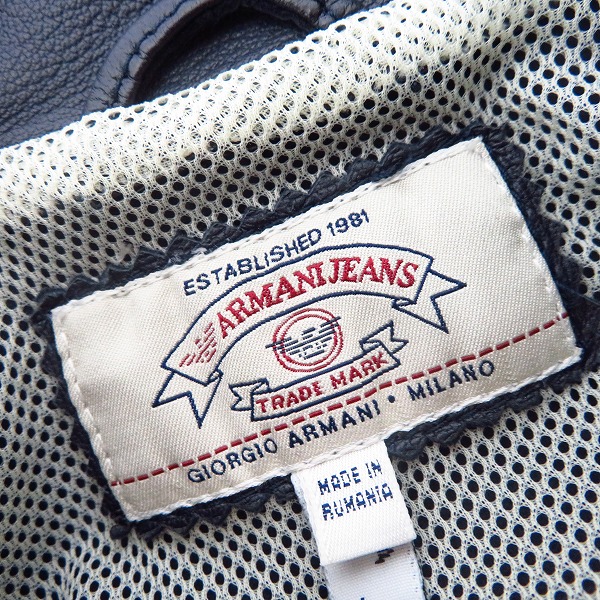 ESTABLISHED 1981
ARMANI JEANS
TRADE MARK
GIORGIO ARMANI · MILANO
MADE IN
RUMANIA